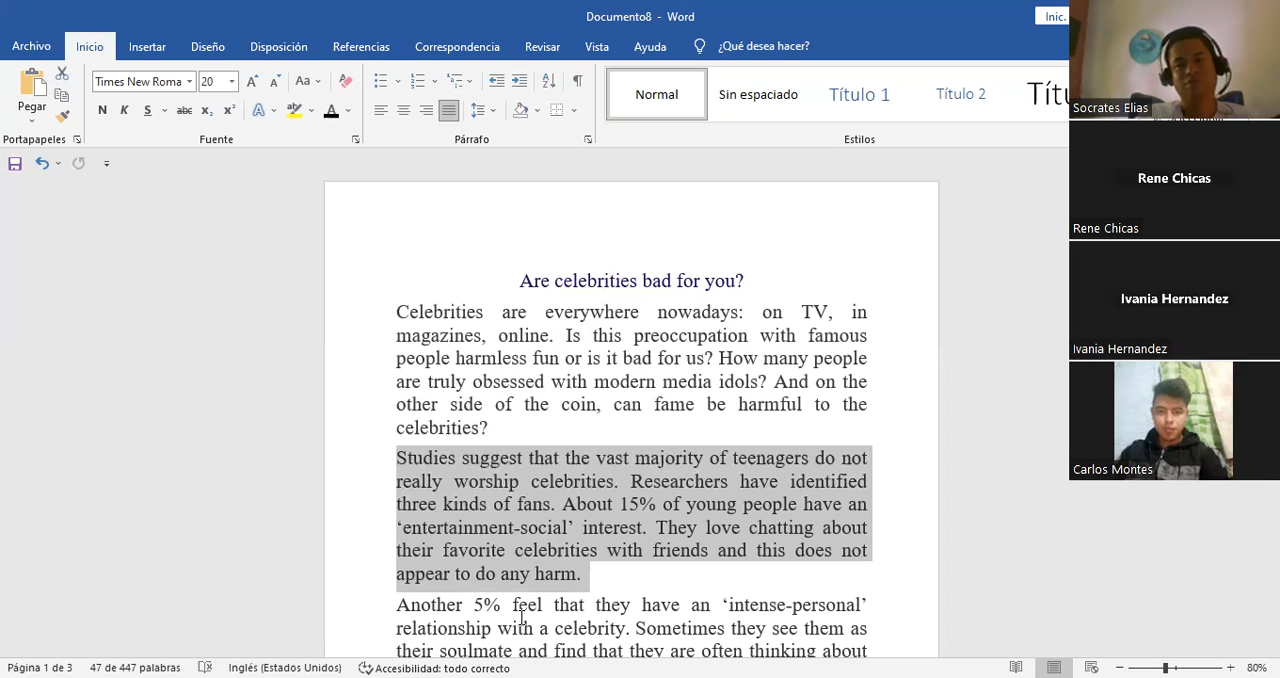 Documento8 - Word
Inic.
Archivo
Inicio
Insertar
Diseño
Disposición
Referencias
Correspondencia
Revisar
Vista
Ayuda
¿Qué desea hacer?
Pegar
Times New Roma
20
Aa
N
K
S
abc
x₂
x²
A
A
Normal
Sin espaciado
Título 1
Título 2
Portapapeles
Fuente
Párrafo
Estilos
Are celebrities bad for you?
Celebrities are everywhere nowadays: on TV, in
magazines, online. Is this preoccupation with famous
people harmless fun or is it bad for us? How many people
are truly obsessed with modern media idols? And on the
other side of the coin, can fame be harmful to the
celebrities?
Studies suggest that the vast majority of teenagers do not
really worship celebrities. Researchers have identified
three kinds of fans. About 15% of young people have an
‘entertainment-social’ interest. They love chatting about
their favorite celebrities with friends and this does not
appear to do any harm.
Another 5% feel that they have an ‘intense-personal’
relationship with a celebrity. Sometimes they see them as
their soulmate and find that they are often thinking about
Página 1 de 3
47 de 447 palabras
Inglés (Estados Unidos)
Accesibilidad: todo correcto
80%
Socrates Elias
Rene Chicas
Rene Chicas
Ivania Hernandez
Ivania Hernandez
Carlos Montes